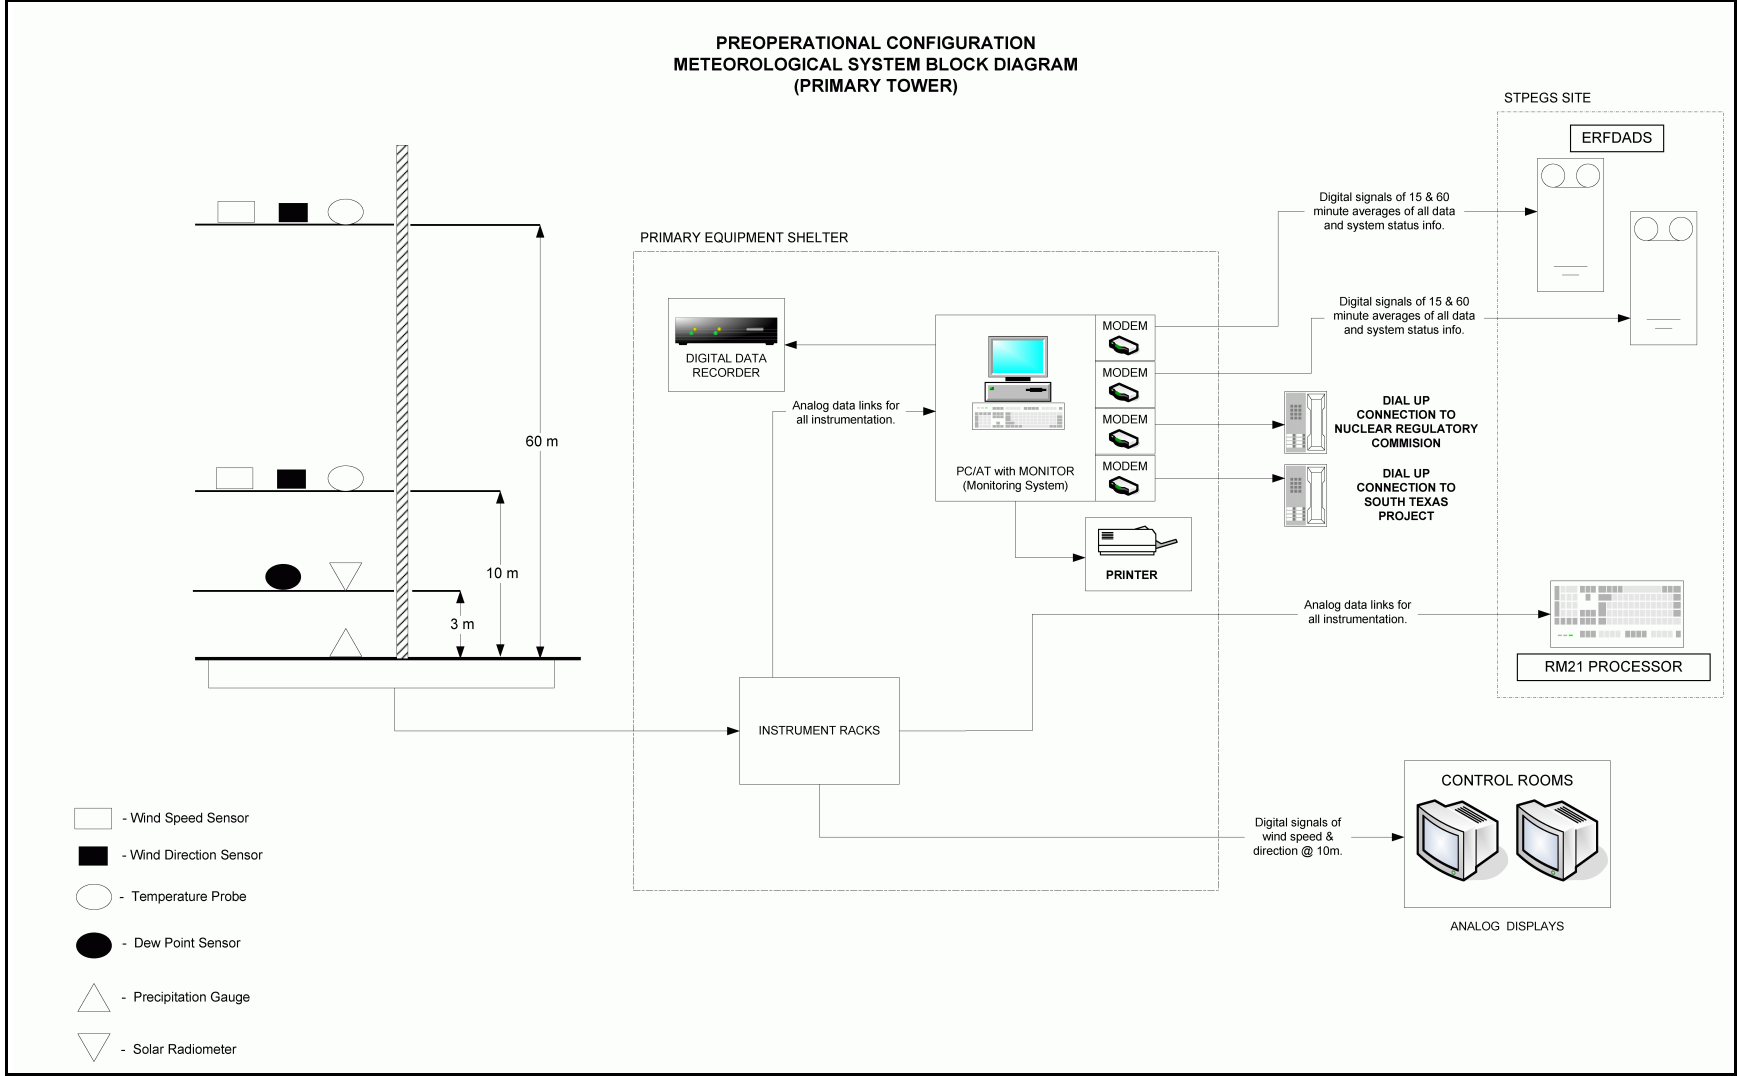 PREOPERATIONAL CONFIGURATION
METEOROLOGICAL SYSTEM BLOCK DIAGRAM
(PRIMARY TOWER)
STPEGS SITE
ERFDADS
Digital signals of 15 & 60
minute averages of all data
and system status info.
PRIMARY EQUIPMENT SHELTER
Digital signals of 15 & 60
minute averages of all data
and system status info.
MODEM
DIGITAL DATA
RECORDER
MODEM
Analog data links for
all instrumentation.
MODEM
DIAL UP
CONNECTION TO
NUCLEAR REGULATORY
COMMISION
60 m
MODEM
PC/AT with MONITOR
(Monitoring System)
DIAL UP
CONNECTION TO
SOUTH TEXAS
PROJECT
10 m
PRINTER
3 m
Analog data links for
all instrumentation.
RM21 PROCESSOR
INSTRUMENT RACKS
CONTROL ROOMS
Digital signals of
wind speed &
direction @ 10m.
ANALOG DISPLAYS
- Wind Speed Sensor
- Wind Direction Sensor
- Temperature Probe
- Dew Point Sensor
- Precipitation Gauge
- Solar Radiometer